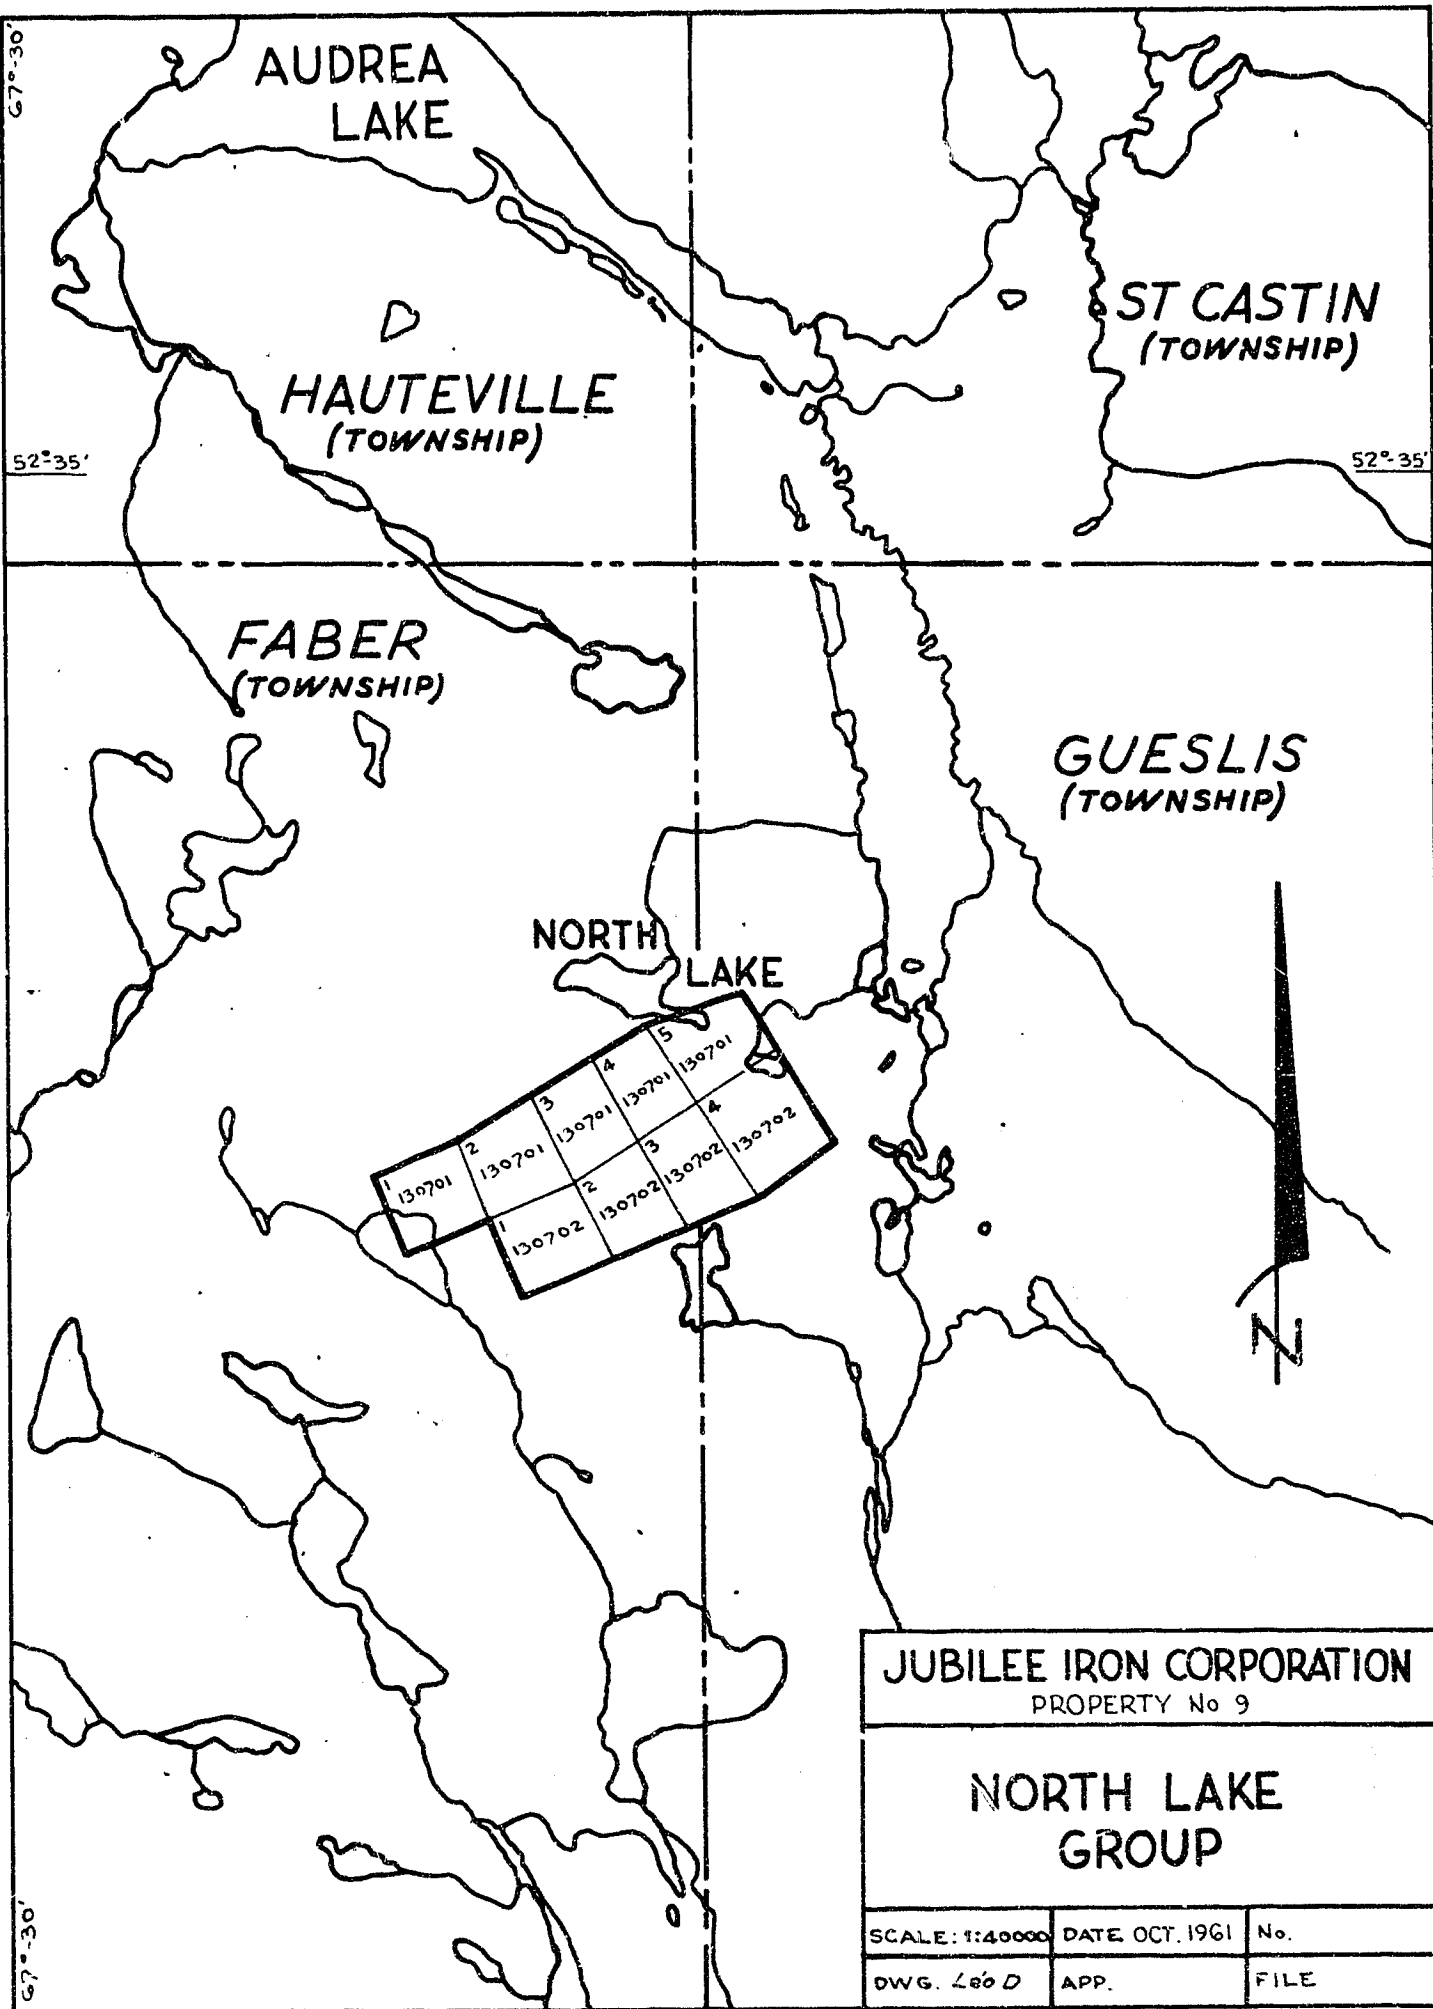 67°-30'
AUDREA
LAKE
ST CASTIN
(TOWNSHIP)
HAUTEVILLE
(TOWNSHIP)
52°-35'
52°-35'
FABER
(TOWNSHIP)
GUESLIS
(TOWNSHIP)
NORTH
LAKE
5
130701
4
130701
3
130701
2
130701
1
130701
4
130702
3
130702
2
130702
1
130702
N
JUBILEE IRON CORPORATION
PROPERTY No 9
NORTH LAKE
GROUP
SCALE: 1:40000 DATE OCT. 1961 No.
DWG. Léo D APP. FILE
67°-30'